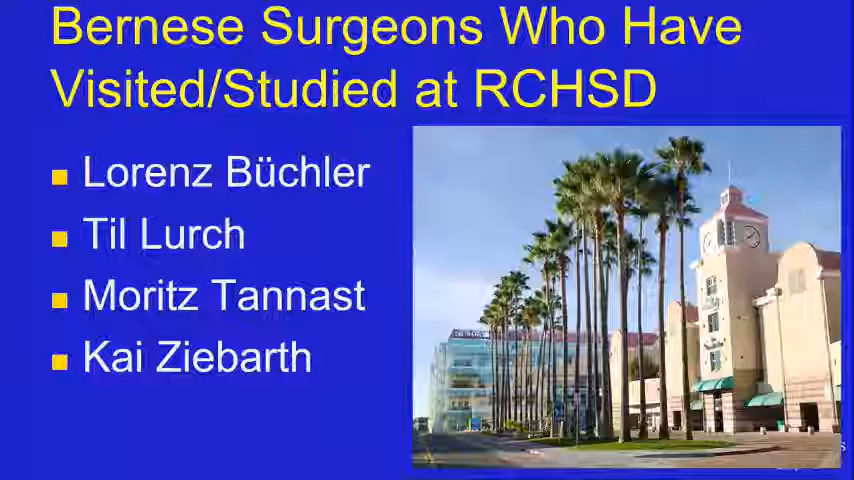 Bernese Surgeons Who Have
Visited/Studied at RCHSD
Lorenz Büchler
Til Lurch
Moritz Tannast
Kai Ziebarth